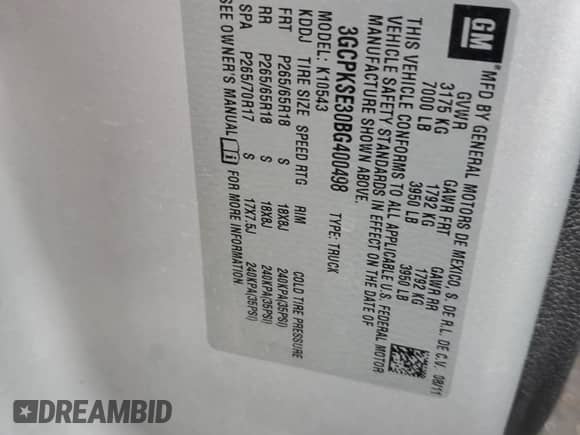 GM
MFD BY GENERAL MOTORS DE MEXICO, S. DE R.L. DE C.V. 08/11
GVWR GAWR FRT GAWR RR
3175 KG 1792 KG 1792 KG
7000 LB 3950 LB 3950 LB
THIS VEHICLE CONFORMS TO ALL APPLICABLE U.S. FEDERAL MOTOR
VEHICLE SAFETY STANDARDS IN EFFECT ON THE DATE OF
MANUFACTURE SHOWN ABOVE.
3GCPKSE30BG400498 TYPE: TRUCK
MODEL: K10543
KDDJ TIRE SIZE SPEED RTG RIM COLD TIRE PRESSURE
FRT P265/65R18 S 18X8J 240KPA(35PSI)
RR P265/65R18 S 18X8J 240KPA(35PSI)
SPA P265/70R17 S 17X7.5J 240KPA(35PSI)
SEE OWNER'S MANUAL FOR MORE INFORMATION.
DREAMBID